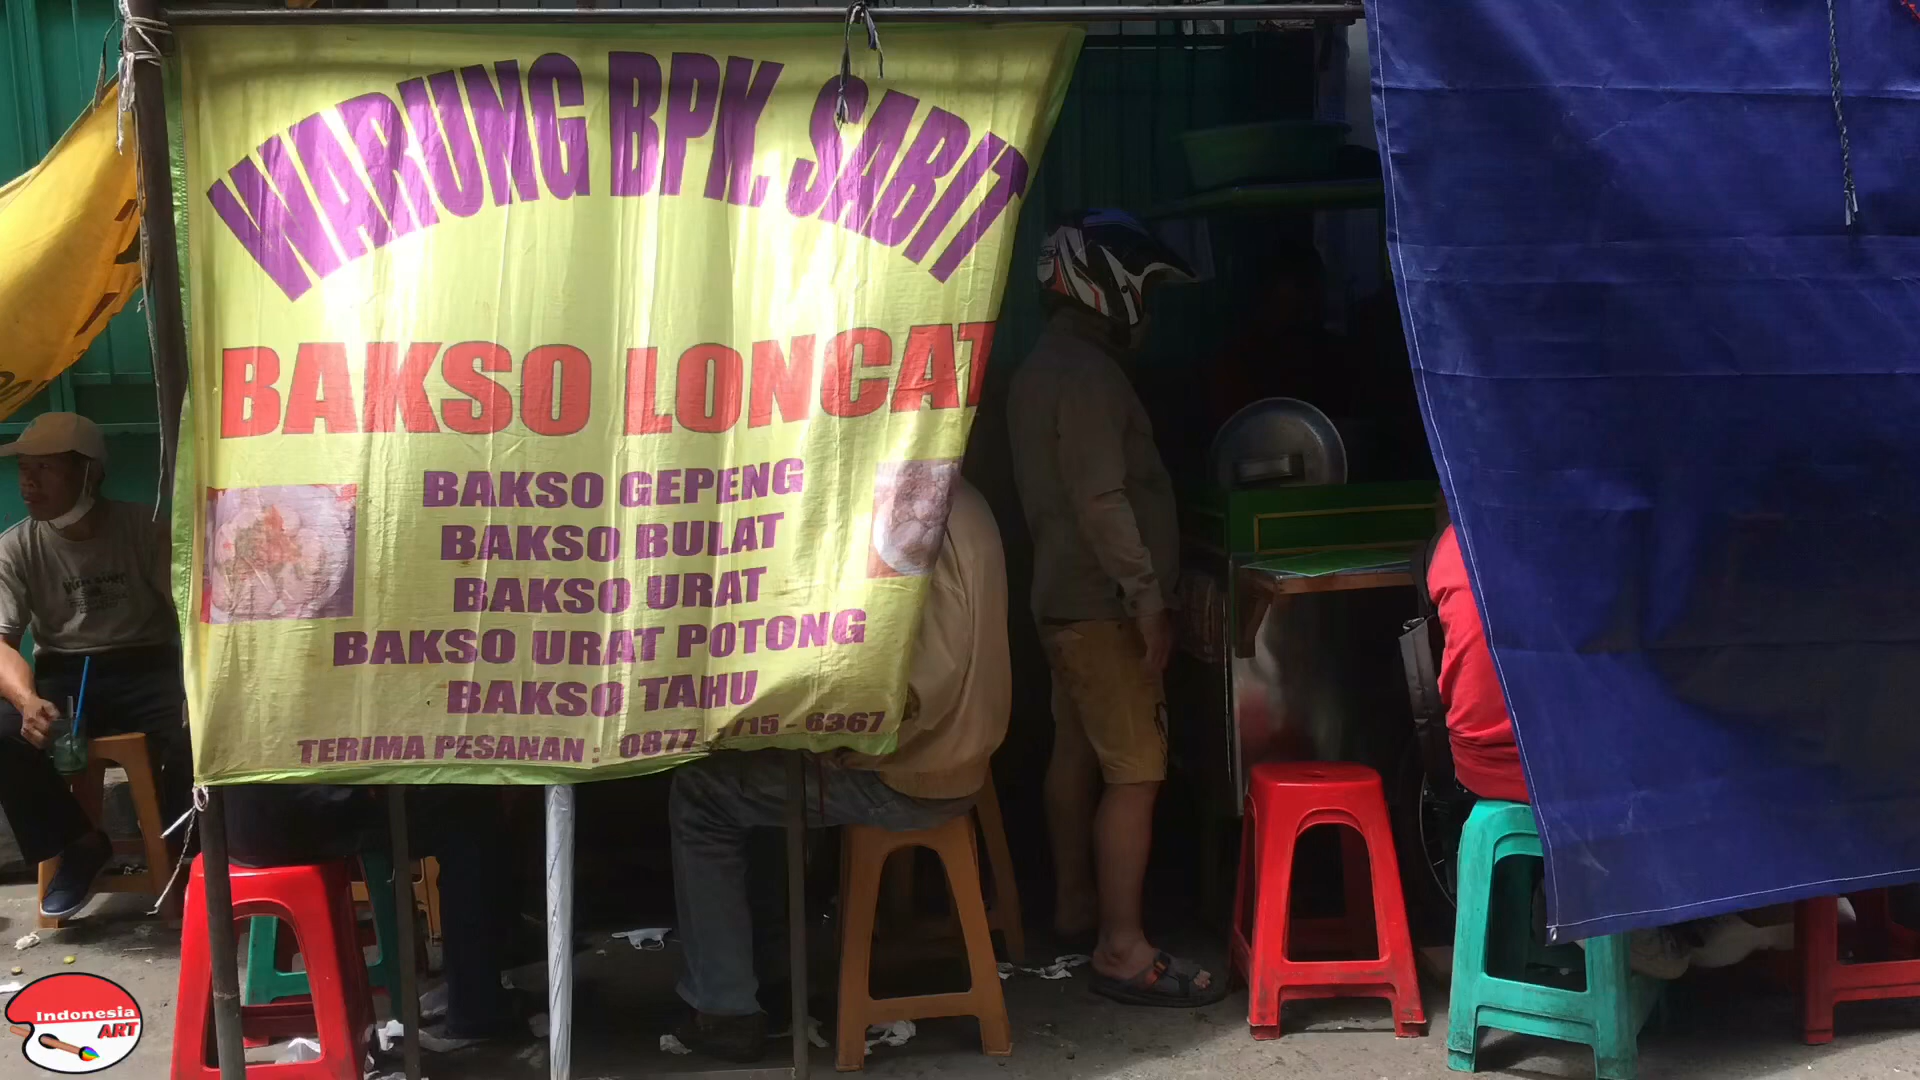 WARUNG BPK. SABIT
BAKSO LONCAT
BAKSO GEPENG
BAKSO BULAT
BAKSO URAT
BAKSO URAT POTONG
BAKSO TAHU
TERIMA PESANAN : 0877 - 6367
Indonesia
ART